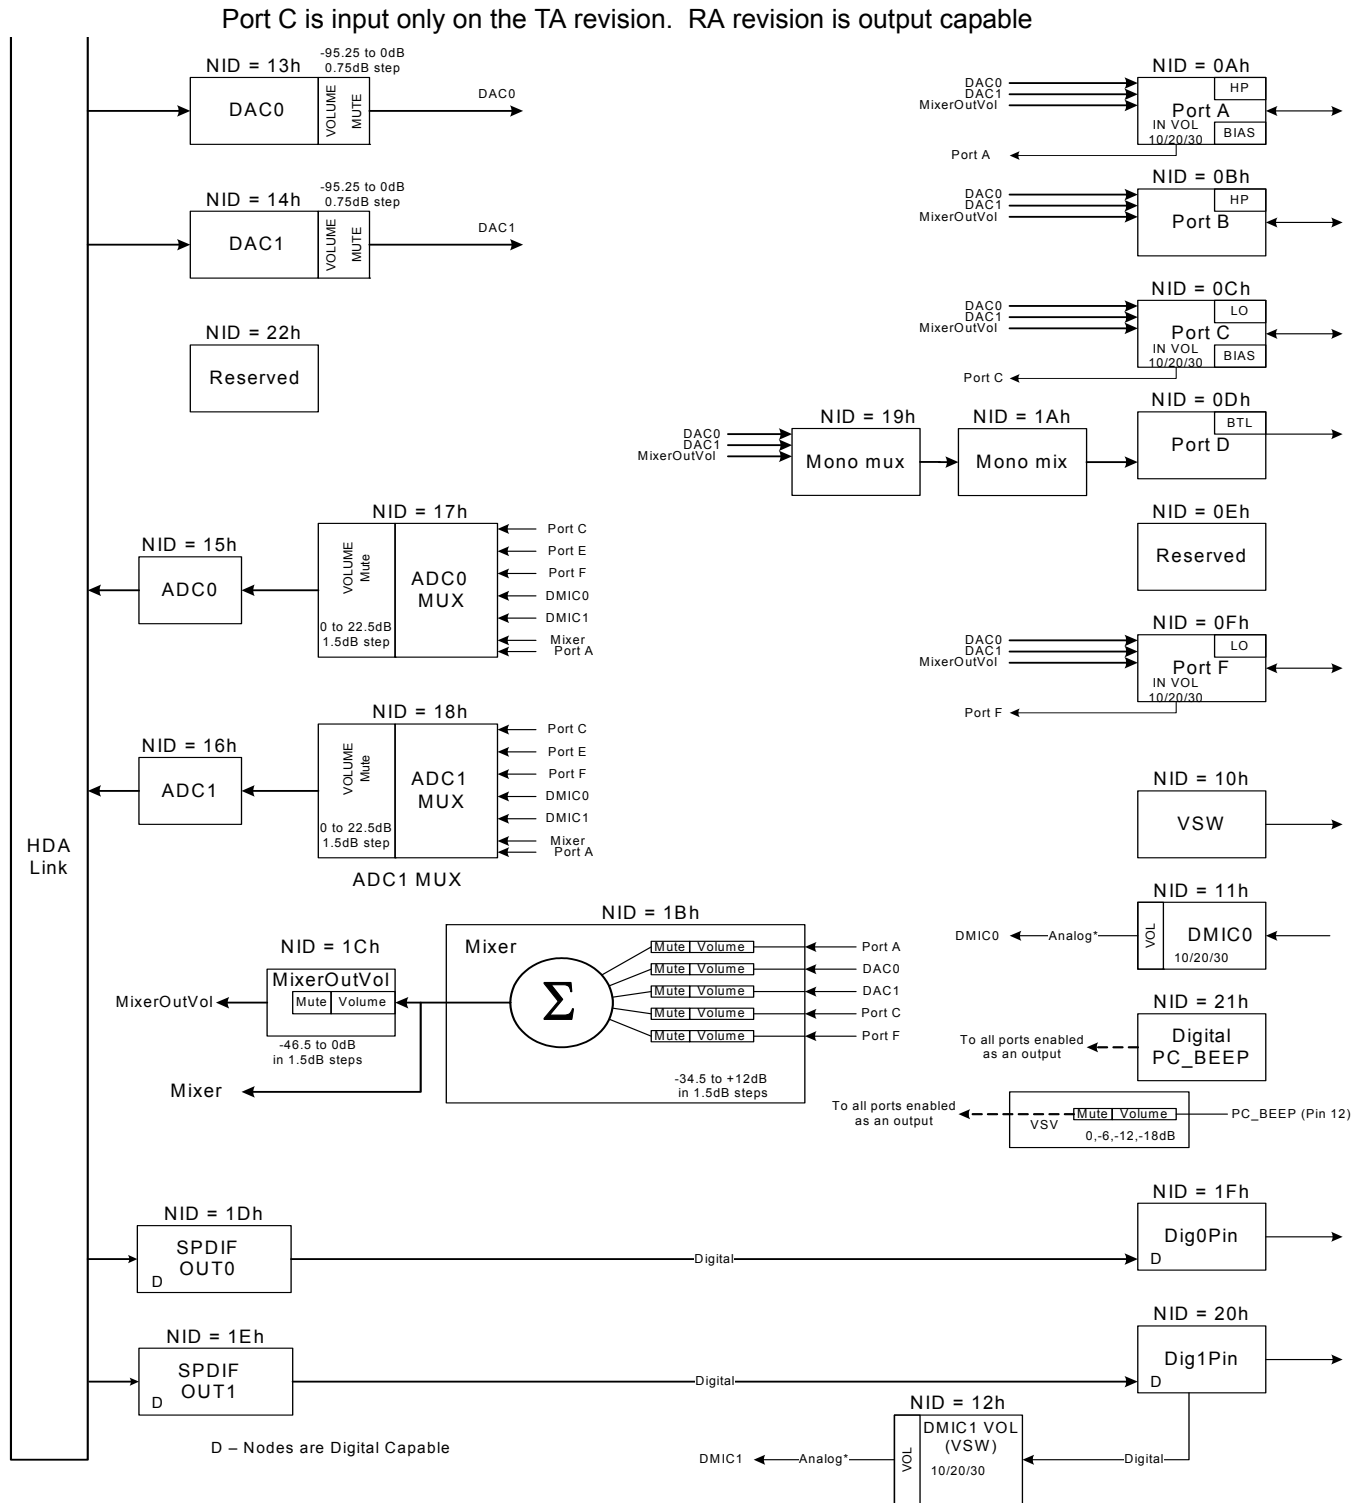 Port C is input only on the TA revision.  RA revision is output capable
HDA
Link
NID = 13h
-95.25 to 0dB
0.75dB step
DAC0
VOLUME
MUTE
DAC0
NID = 14h
-95.25 to 0dB
0.75dB step
DAC1
VOLUME
MUTE
DAC1
NID = 22h
Reserved
NID = 0Ah
DAC0
DAC1
MixerOutVol
HP
Port A
IN VOL
10/20/30
BIAS
Port A
NID = 0Bh
DAC0
DAC1
MixerOutVol
HP
Port B
NID = 0Ch
DAC0
DAC1
MixerOutVol
LO
Port C
IN VOL
10/20/30
BIAS
Port C
NID = 19h
DAC0
DAC1
MixerOutVol
Mono mux
NID = 1Ah
Mono mix
NID = 0Dh
BTL
Port D
NID = 0Eh
Reserved
NID = 15h
ADC0
NID = 17h
VOLUME
Mute
0 to 22.5dB
1.5dB step
ADC0
MUX
Port C
Port E
Port F
DMIC0
DMIC1
Mixer
Port A
NID = 0Fh
DAC0
DAC1
MixerOutVol
LO
Port F
IN VOL
10/20/30
Port F
NID = 16h
ADC1
NID = 18h
VOLUME
Mute
0 to 22.5dB
1.5dB step
ADC1
MUX
Port C
Port E
Port F
DMIC0
DMIC1
Mixer
Port A
ADC1 MUX
NID = 10h
VSW
NID = 11h
DMIC0
Analog*
VOL
DMIC0
10/20/30
NID = 1Bh
Mixer
Σ
Mute Volume
Port A
Mute Volume
DAC0
Mute Volume
DAC1
Mute Volume
Port C
Mute Volume
Port F
-34.5 to +12dB
in 1.5dB steps
NID = 1Ch
MixerOutVol
Mute Volume
-46.5 to 0dB
in 1.5dB steps
MixerOutVol
Mixer
NID = 21h
Digital
PC_BEEP
To all ports enabled
as an output
To all ports enabled
as an output
VSV
Mute Volume
0,-6,-12,-18dB
PC_BEEP (Pin 12)
NID = 1Dh
SPDIF
OUT0
D
Digital
NID = 1Fh
Dig0Pin
D
NID = 1Eh
SPDIF
OUT1
D
Digital
NID = 20h
Dig1Pin
D
NID = 12h
DMIC1
Analog*
VOL
DMIC1 VOL
(VSW)
10/20/30
Digital
D – Nodes are Digital Capable